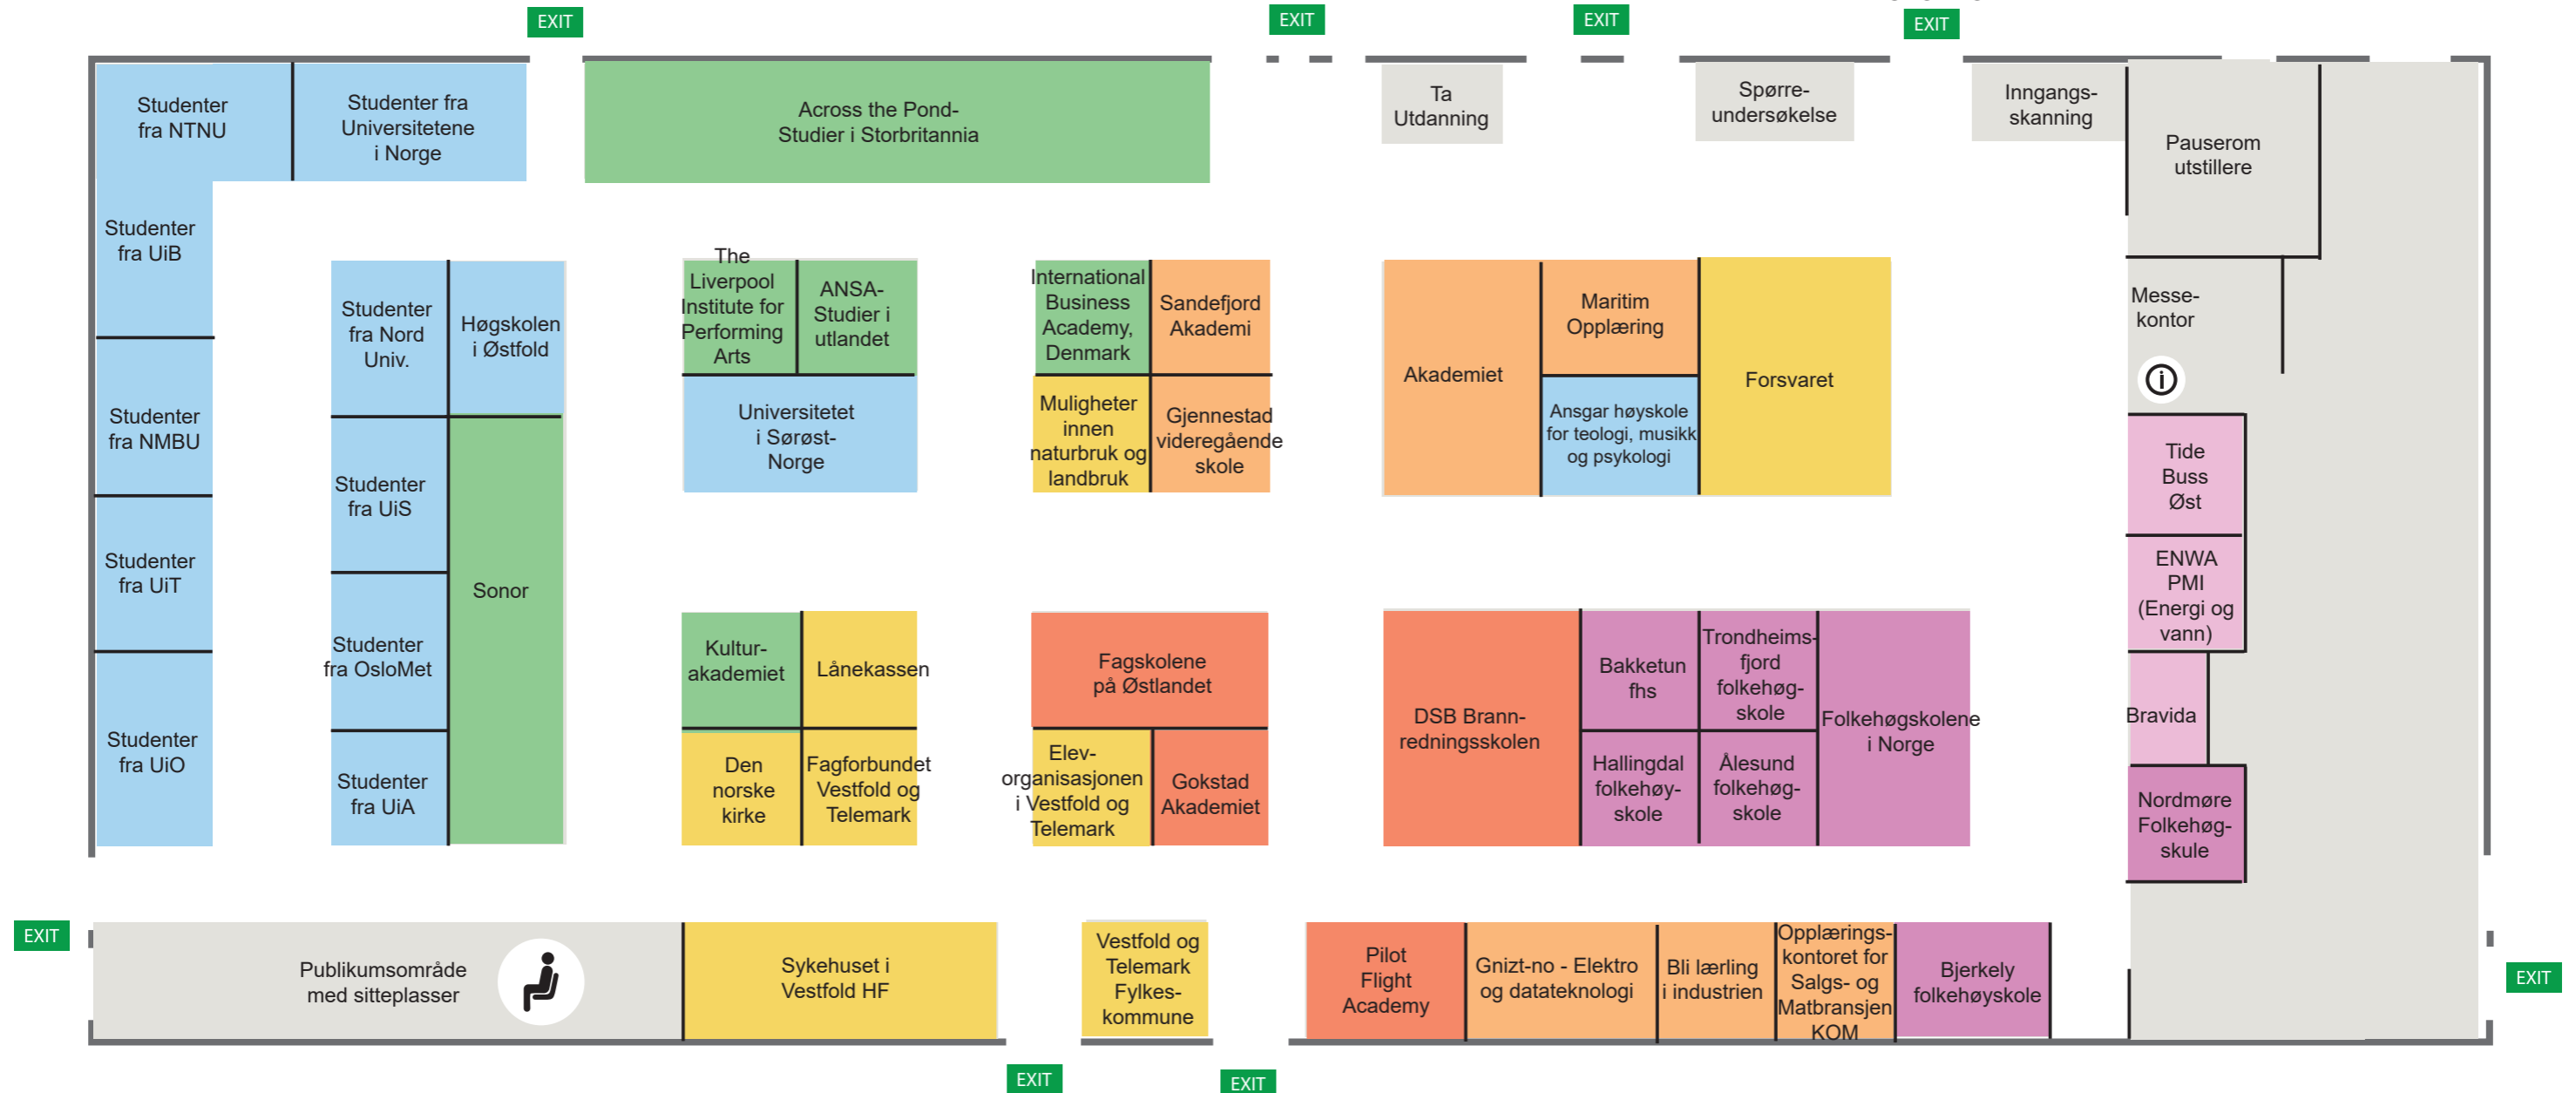 EXIT
EXIT
EXIT
EXIT
Studenter
fra NTNU
Studenter fra
Universitetene
i Norge
Across the Pond-
Studier i Storbritannia
Ta
Utdanning
Spørre-
undersøkelse
Inngangs-
skanning
Pauserom
utstillere
Studenter
fra UiB
Studenter
fra NMBU
Studenter
fra UiT
Studenter
fra UiO
Studenter
fra Nord
Univ.
Høgskolen
i Østfold
Studenter
fra UiS
Studenter
fra OsloMet
Studenter
fra UiA
Sonor
The
Liverpool
Institute for
Performing
Arts
ANSA-
Studier i
utlandet
Universitetet
i Sørøst-
Norge
International
Business
Academy,
Denmark
Sandefjord
Akademi
Muligheter
innen
naturbruk og
landbruk
Gjennestad
videregående
skole
Akademiet
Maritim
Opplæring
Ansgar høyskole
for teologi, musikk
og psykologi
Forsvaret
Messe-
kontor
i
Tide
Buss
Øst
ENWA
PMI
(Energi og
vann)
Bravida
Nordmøre
Folkehøg-
skule
Kultur-
akademiet
Lånekassen
Den
norske
kirke
Fagforbundet
Vestfold og
Telemark
Fagskolene
på Østlandet
Elev-
organisasjonen
i Vestfold og
Telemark
Gokstad
Akademiet
DSB Brann-
redningsskolen
Bakketun
fhs
Trondheims-
fjord
folkehøg-
skole
Hallingdal
folkehøy-
skole
Ålesund
folkehøg-
skole
Folkehøgskolene
i Norge
EXIT
Publikumsområde
med sitteplasser
Sykehuset i
Vestfold HF
Vestfold og
Telemark
Fylkes-
kommune
Pilot
Flight
Academy
Gnizt-no - Elektro
og datateknologi
Bli lærling
i industrien
Opplærings-
kontoret for
Salgs- og
Matbransjen
KOM
Bjerkely
folkehøyskole
EXIT
EXIT
EXIT